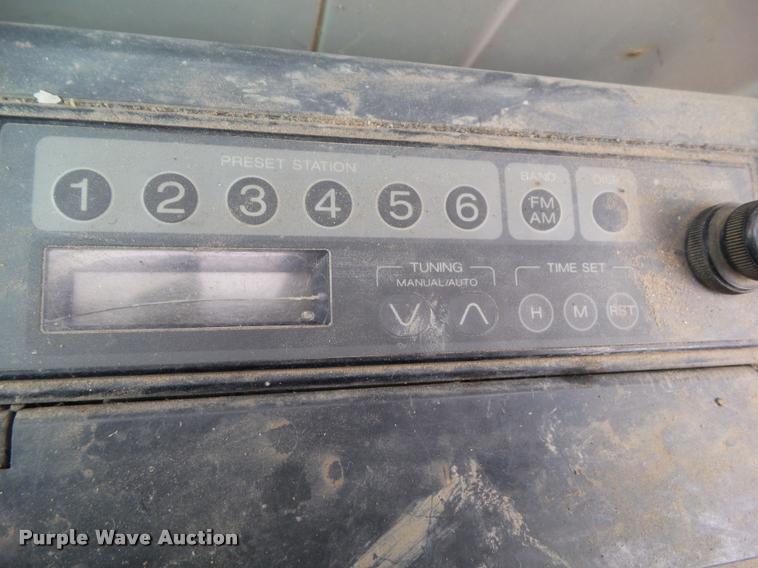 PRESET STATION
1 2 3 4 5 6
BAND
FM
AM
TUNING
MANUAL/AUTO
TIME SET
H M RST
Purple Wave Auction